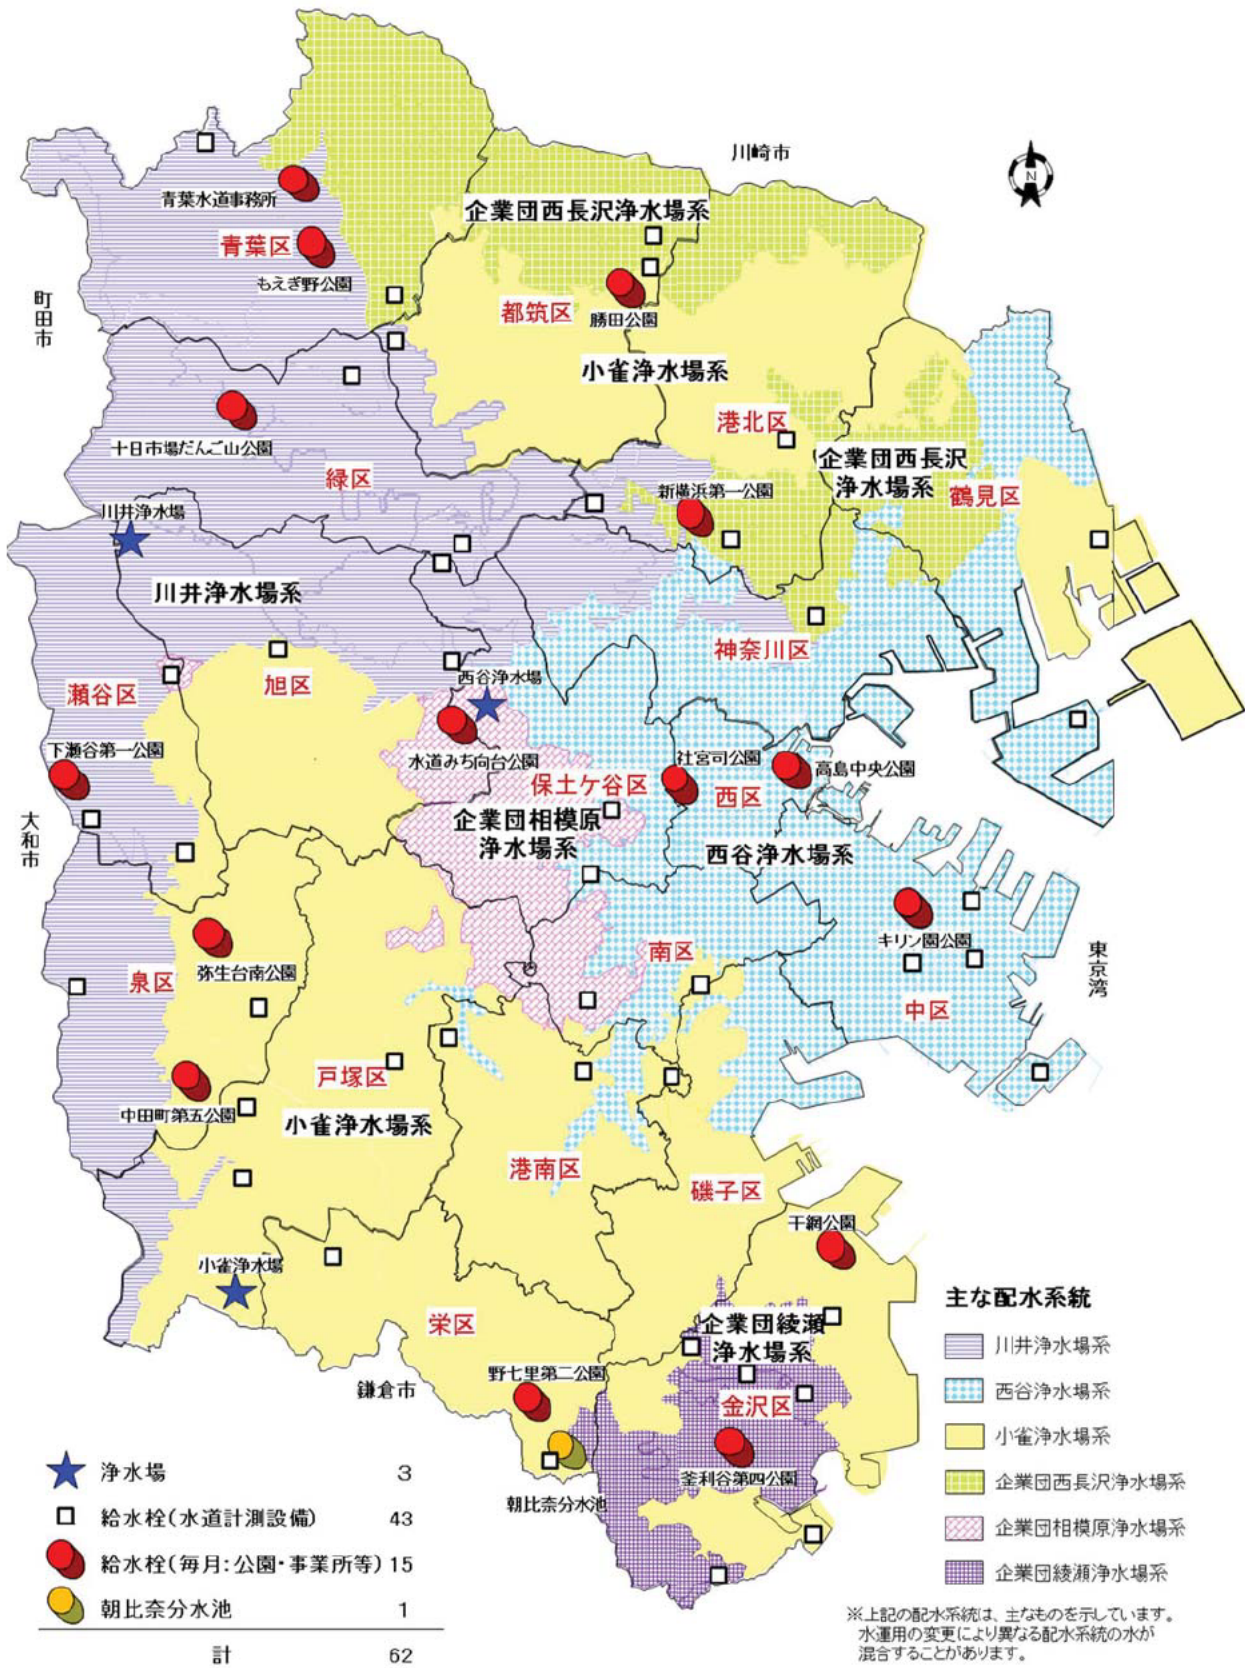 川崎市
N
企業団西長沢浄水場系
青葉水道事務所
青葉区
もえぎ野公園
町田市
都筑区
勝田公園
小雀浄水場系
港北区
十日市場だんご山公園
緑区
企業団西長沢
浄水場系
鶴見区
新横浜第一公園
川井浄水場
川井浄水場系
神奈川区
瀬谷区
旭区
西谷浄水場
下瀬谷第一公園
水道みち向台公園
社宮司公園
高島中央公園
保土ケ谷区
西区
大和市
企業団相模原
浄水場系
西谷浄水場系
キリン園公園
東京湾
南区
中区
泉区
弥生台南公園
戸塚区
中田町第五公園
小雀浄水場系
港南区
磯子区
干網公園
小雀浄水場
栄区
企業団綾瀬
浄水場系
野七里第二公園
鎌倉市
金沢区
釜利谷第四公園
朝比奈分水池
主な配水系統
川井浄水場系
西谷浄水場系
小雀浄水場系
企業団西長沢浄水場系
企業団相模原浄水場系
企業団綾瀬浄水場系
浄水場 3
給水栓(水道計測設備) 43
給水栓(毎月:公園・事業所等) 15
朝比奈分水池 1
計 62
※上記の配水系統は、主なものを示しています。
水運用の変更により異なる配水系統の水が
混合することがあります。